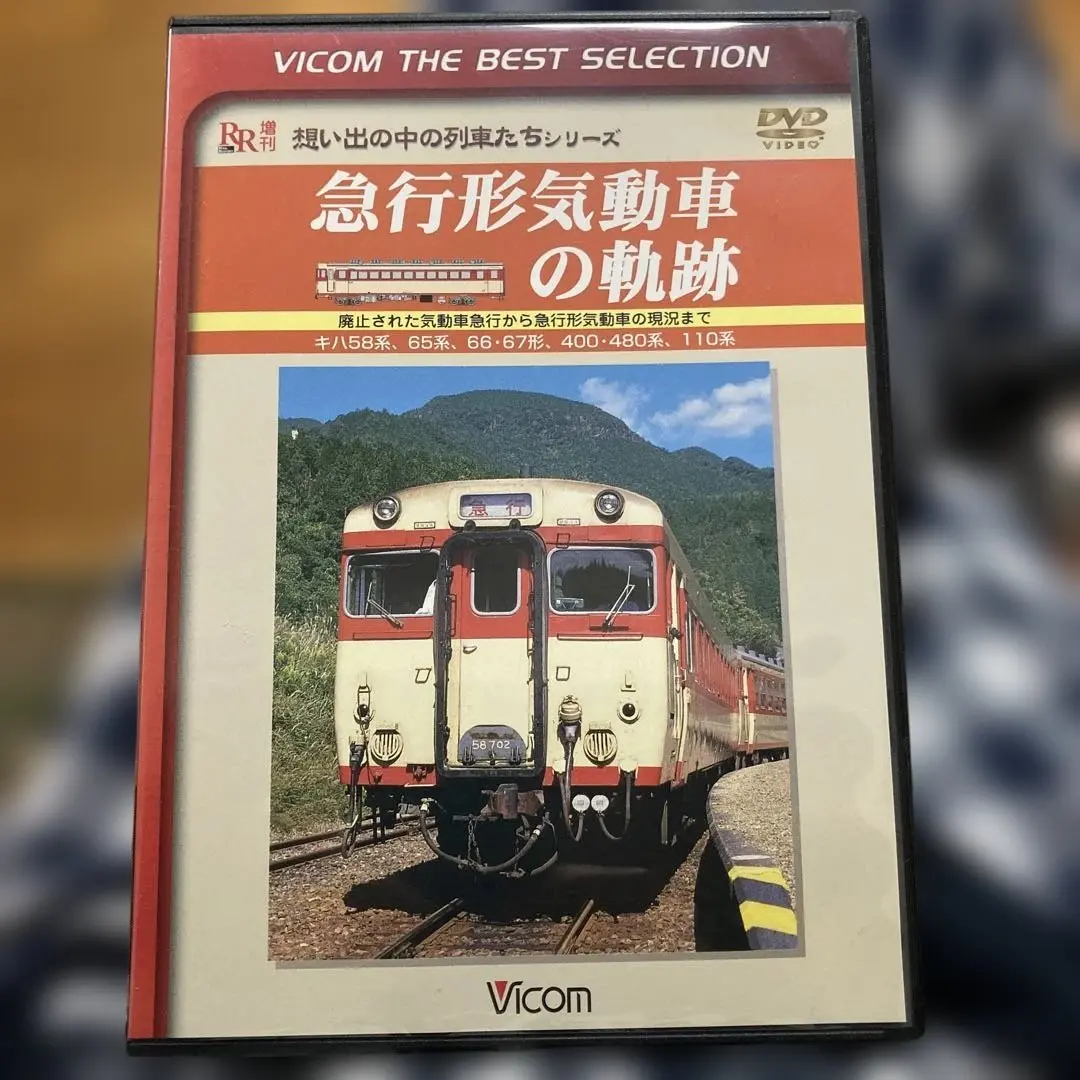 VICOM THE BEST SELECTION
RR 増刊 想い出の中の列車たちシリーズ
DVD
VIDEO
急行形気動車
の軌跡
廃止された気動車急行から急行形気動車の現況まで
キハ58系、65系、66・67形、400・480系、110系
急行
58 702
Vicom